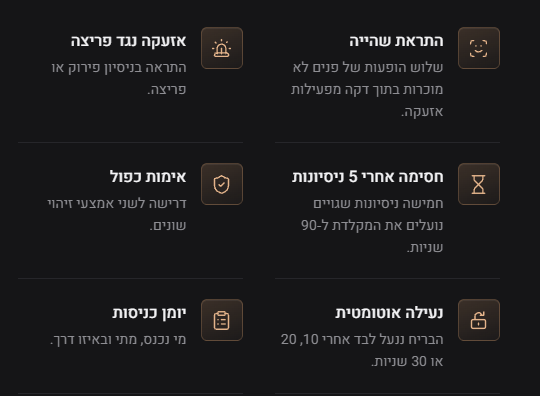 התראת שהייה
שלוש הופעות של פנים לא
מוכרות בתוך דקה מפעילות
אזעקה.
אזעקה נגד פריצה
התראה בניסיון פירוק או
פריצה.
חסימה אחרי 5 ניסיונות
חמישה ניסיונות שגויים
נועלים את המקלדת ל-90
שניות.
אימות כפול
דרישה לשני אמצעי זיהוי
שונים.
נעילה אוטומטית
הבריח ננעל לבד אחרי 10, 20
או 30 שניות.
יומן כניסות
מי נכנס, מתי ובאיזו דרך.